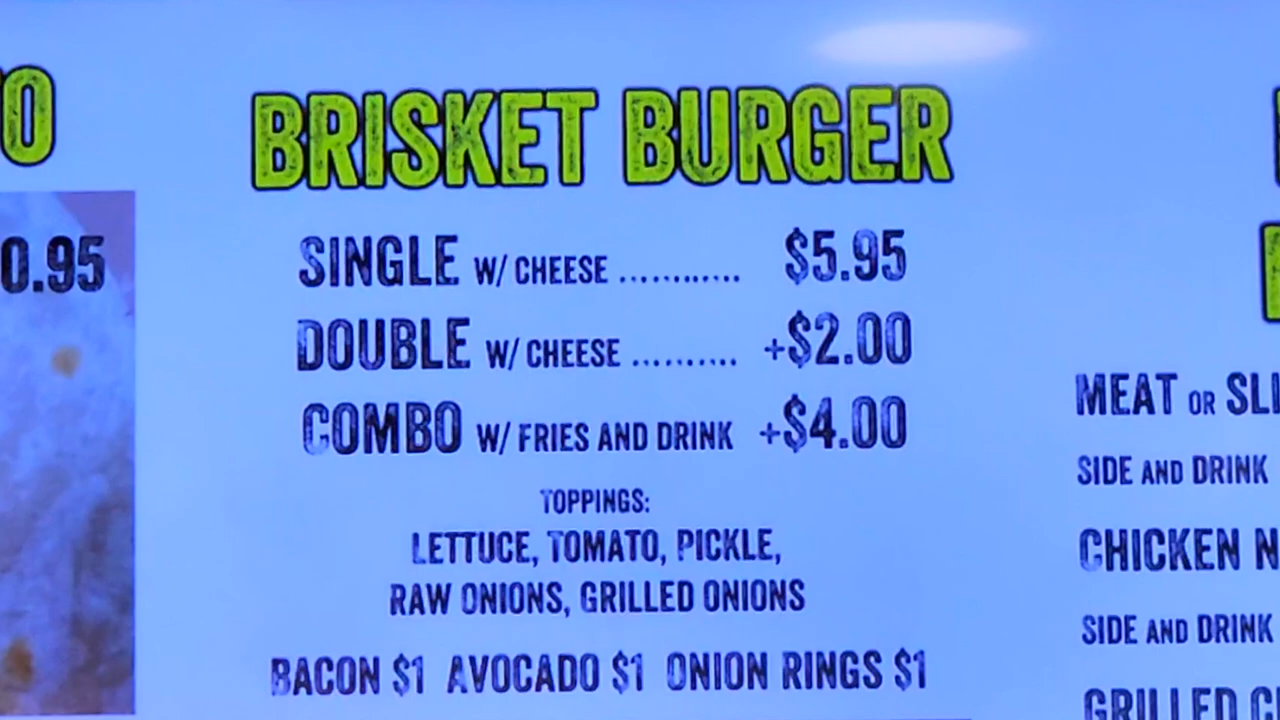 BRISKET BURGER
SINGLE W/ CHEESE ............ $5.95
DOUBLE W/ CHEESE .......... +$2.00
COMBO W/ FRIES AND DRINK +$4.00
TOPPINGS:
LETTUCE, TOMATO, PICKLE,
RAW ONIONS, GRILLED ONIONS
BACON $1 AVOCADO $1 ONION RINGS $1
0.95
MEAT OR
SIDE AND DRINK
CHICKEN
SIDE AND DRINK
GRILLED